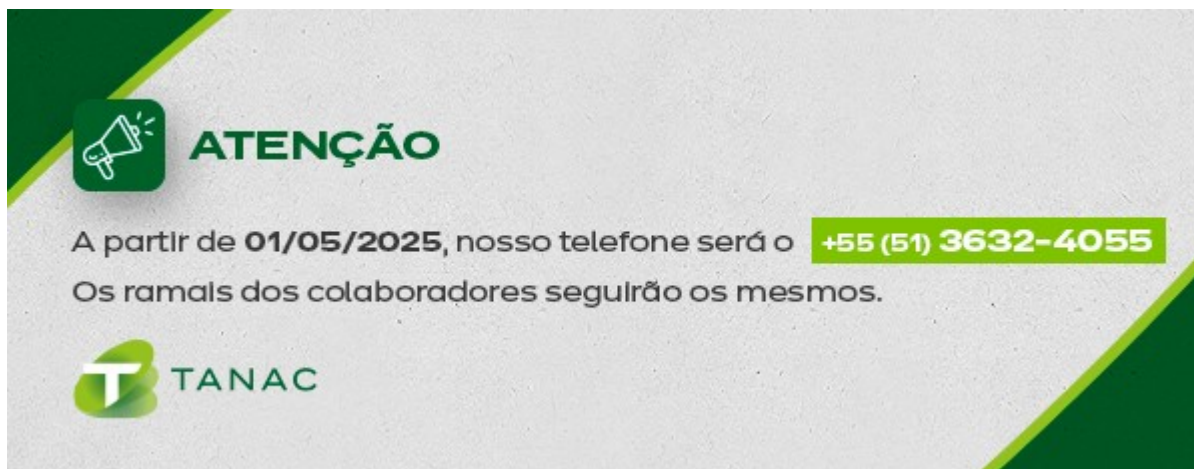 ATENÇÃO
A partir de 01/05/2025, nosso telefone será o +55 (51) 3632-4055
Os ramais dos colaboradores seguirão os mesmos.
T TANAC